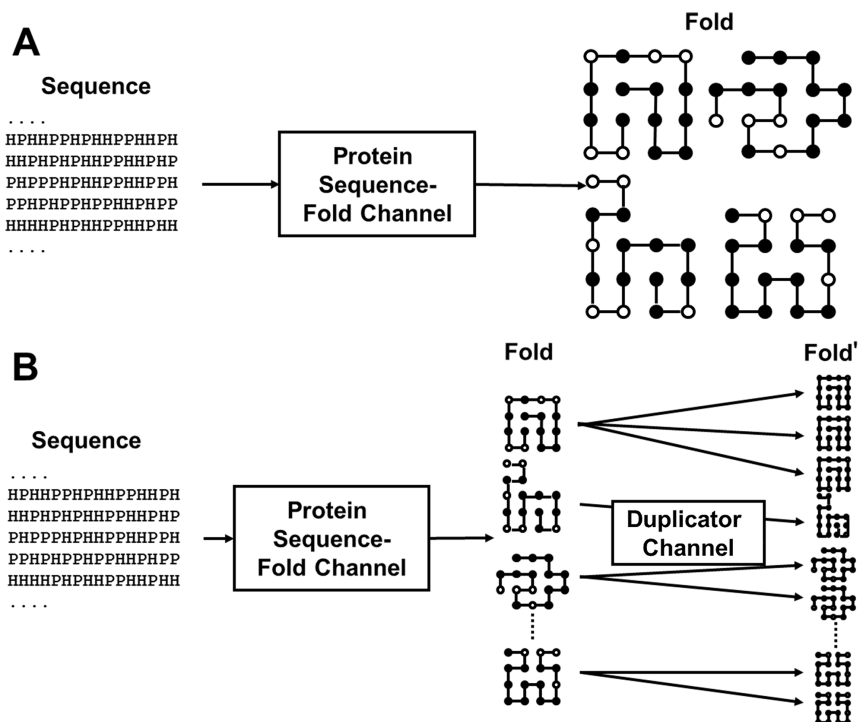 A
Fold
Sequence
....
HPHHPPHPHHPPHHPH
HHPHPHPHHPPHHPHP
PHPPPHPHHPPHHPPH
PPHPHPPHPPHHPHPP
HHHHPHPHHPPHHPHH
....
Protein
Sequence-
Fold Channel
B
Fold
Fold'
Sequence
....
HPHHPPHPHHPPHHPH
HHPHPHPHHPPHHPHP
PHPPPHPHHPPHHPPH
PPHPHPPHPPHHPHPP
HHHHPHPHHPPHHPHH
....
Protein
Sequence-
Fold Channel
Duplicator
Channel